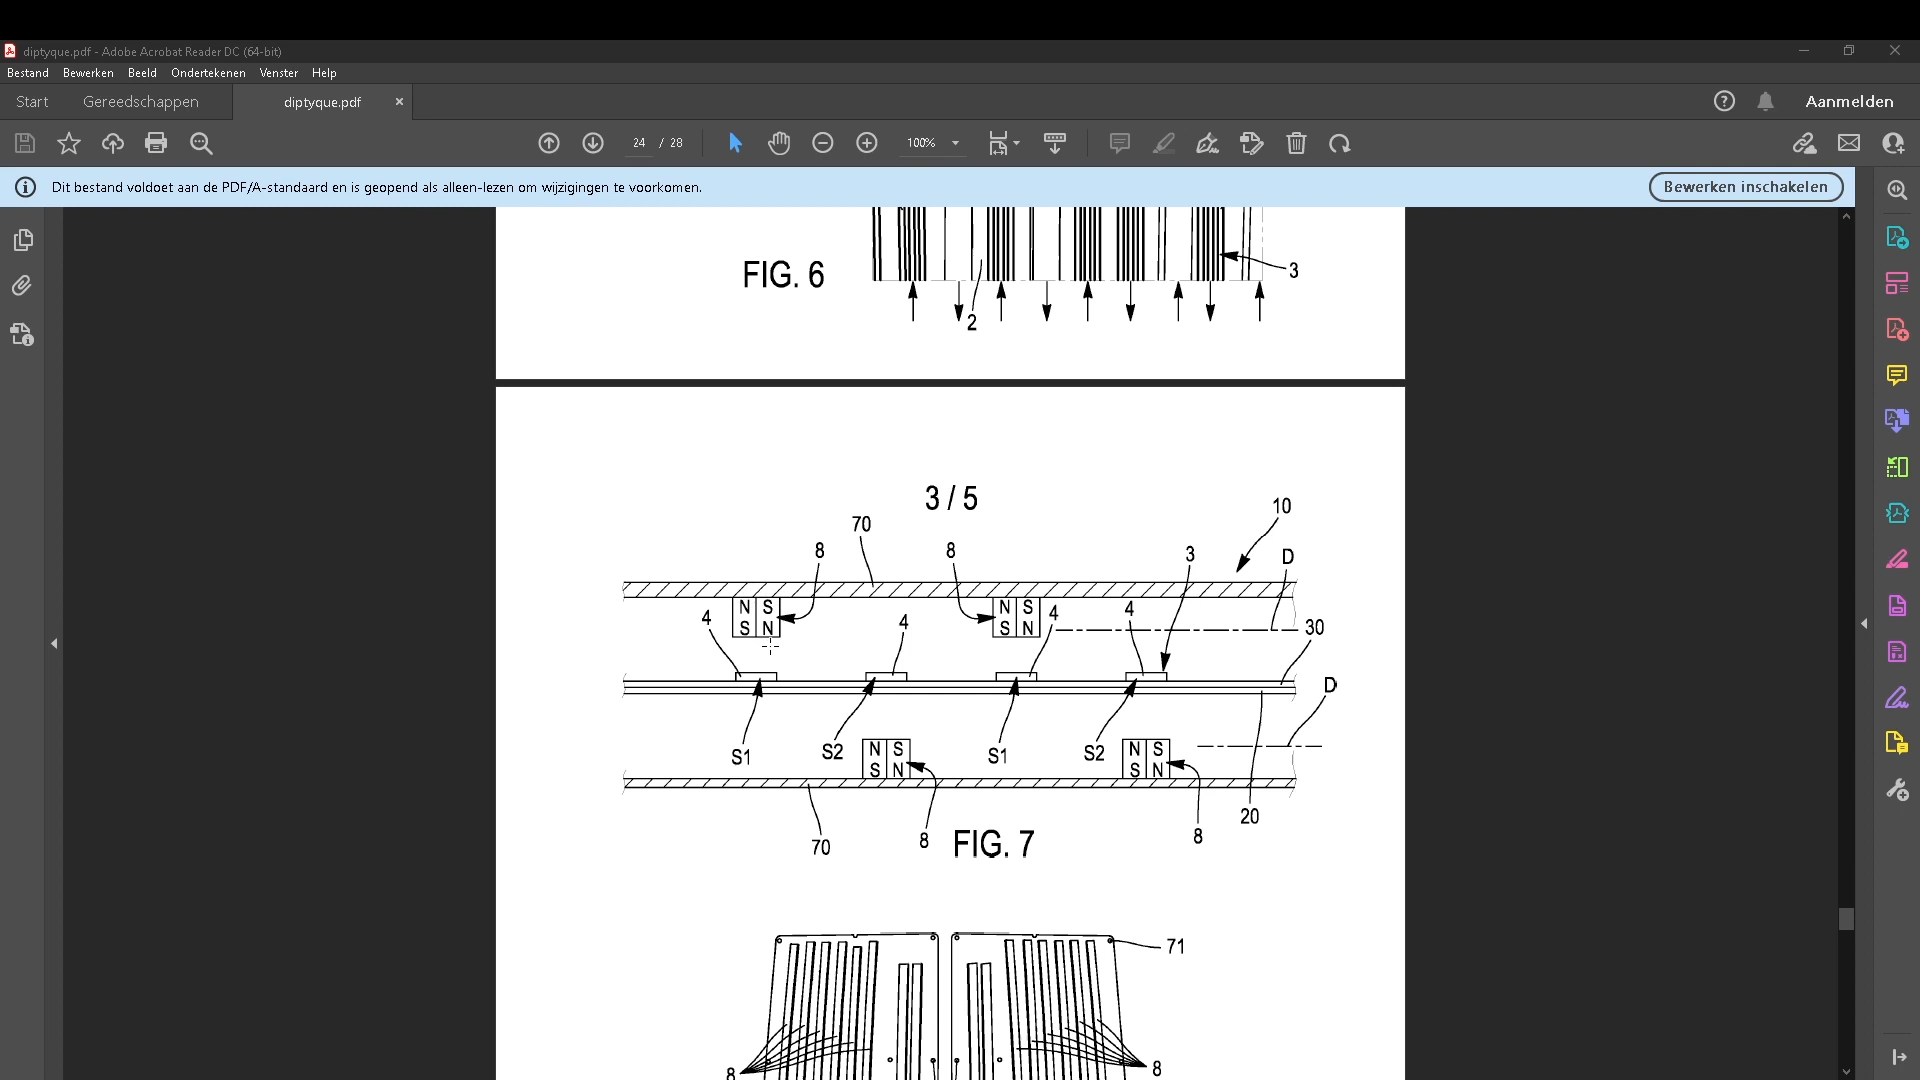 diptyque.pdf - Adobe Acrobat Reader DC (64-bit)
Bestand Bewerken Beeld Ondertekenen Venster Help
Start Gereedschappen diptyque.pdf × Aanmelden
24 / 28 100%
Dit bestand voldoet aan de PDF/A-standaard en is geopend als alleen-lezen om wijzigingen te voorkomen. Bewerken inschakelen
FIG. 6
3
2
3 / 5
10
70
8
8
3
D
N S
S N
N S
S N
4
4
4
4
30
D
S1
S2
S1
S2
N S
S N
N S
S N
20
70
8
FIG. 7
8
71
8
8